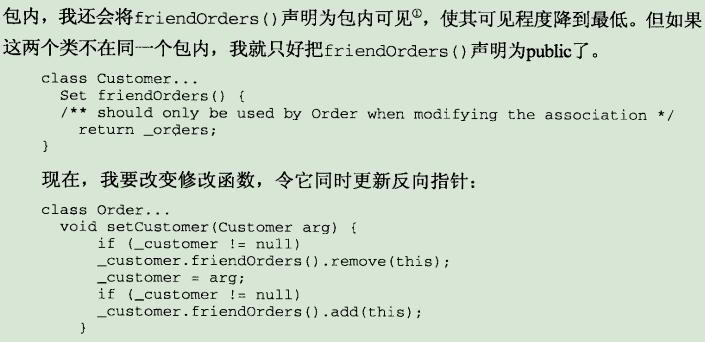 包内，我还会将friendOrders()声明为包内可见①，使其可见程度降到最低。但如果
这两个类不在同一个包内，我就只好把friendOrders()声明为public了。
class Customer...
Set friendOrders() {
/** should only be used by Order when modifying the association */
return _orders;
}
现在，我要改变修改函数，令它同时更新反向指针：
class Order...
void setCustomer(Customer arg) {
if (_customer != null)
_customer.friendOrders().remove(this);
_customer = arg;
if (_customer != null)
_customer.friendOrders().add(this);
}